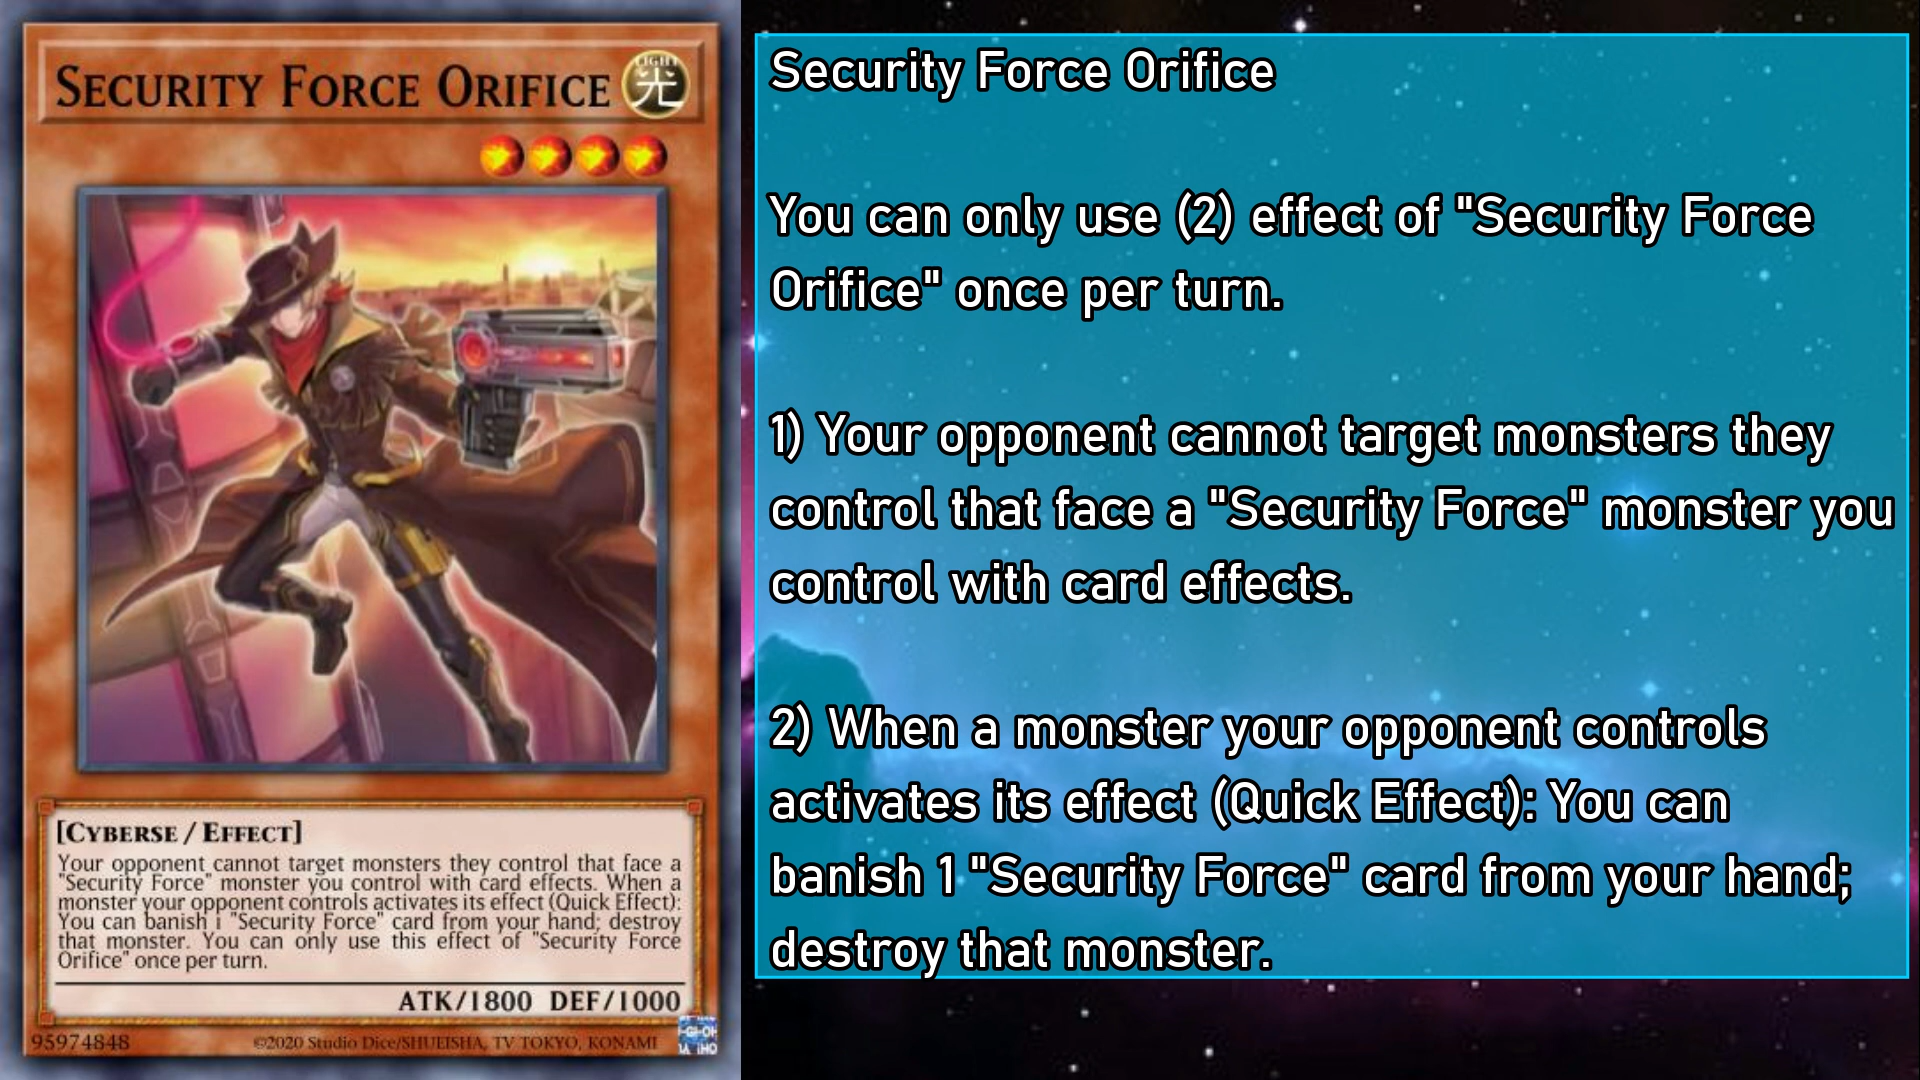 SECURITY FORCE ORIFICE
LIGHT
光
[CYBERSE / EFFECT]
Your opponent cannot target monsters they control that face a
"Security Force" monster you control with card effects. When a
monster your opponent controls activates its effect (Quick Effect):
You can banish 1 "Security Force" card from your hand; destroy
that monster. You can only use this effect of "Security Force
Orifice" once per turn.
ATK/1800 DEF/1000
95974848
©2020 Studio Dice/SHUEISHA, TV TOKYO, KONAMI
Security Force Orifice
You can only use (2) effect of "Security Force
Orifice" once per turn.
1) Your opponent cannot target monsters they
control that face a "Security Force" monster you
control with card effects.
2) When a monster your opponent controls
activates its effect (Quick Effect): You can
banish 1 "Security Force" card from your hand;
destroy that monster.